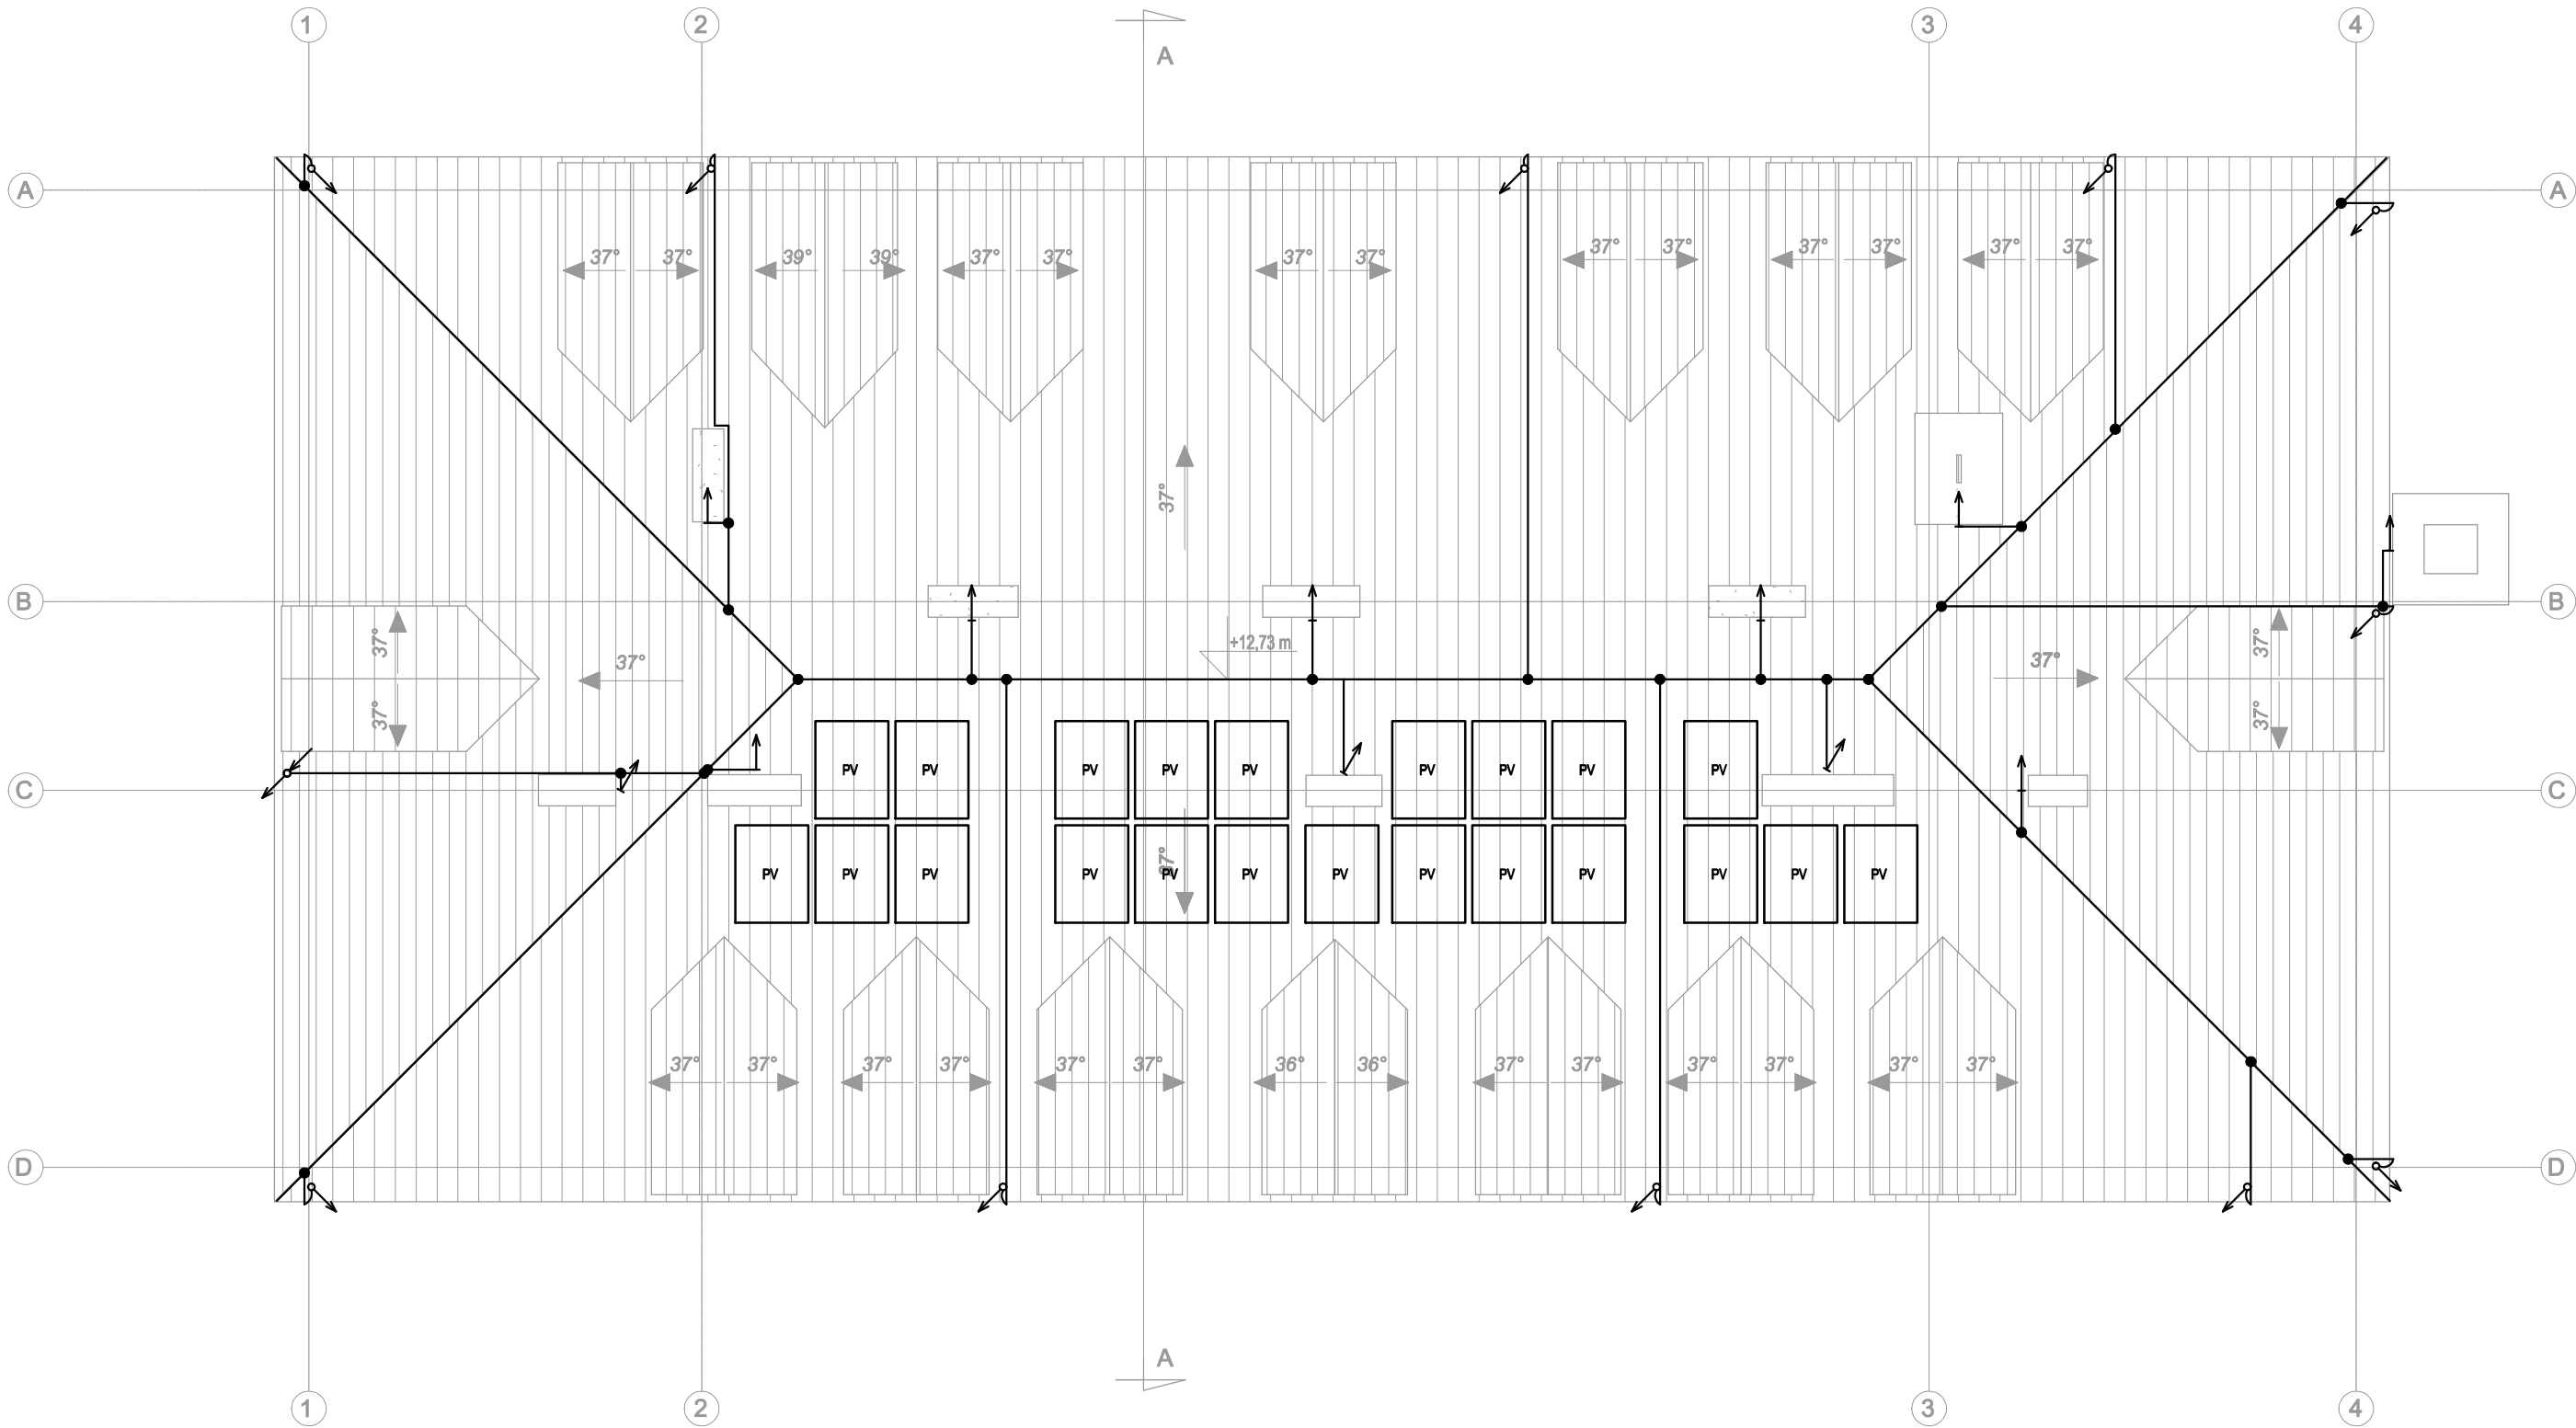 1 2 3 4
A
A A
37° 37° 39° 39° 37° 37° 37° 37° 37° 37° 37° 37° 37° 37°
37°
B B
+12,73 m
37° 37° 37° 37°
37° 37°
PV PV PV PV PV PV PV PV PV
C C
37°
PV PV PV PV PV PV PV PV PV PV PV PV PV
37° 37° 37° 37° 37° 37° 36° 36° 37° 37° 37° 37° 37° 37°
D D
A
1 2 3 4